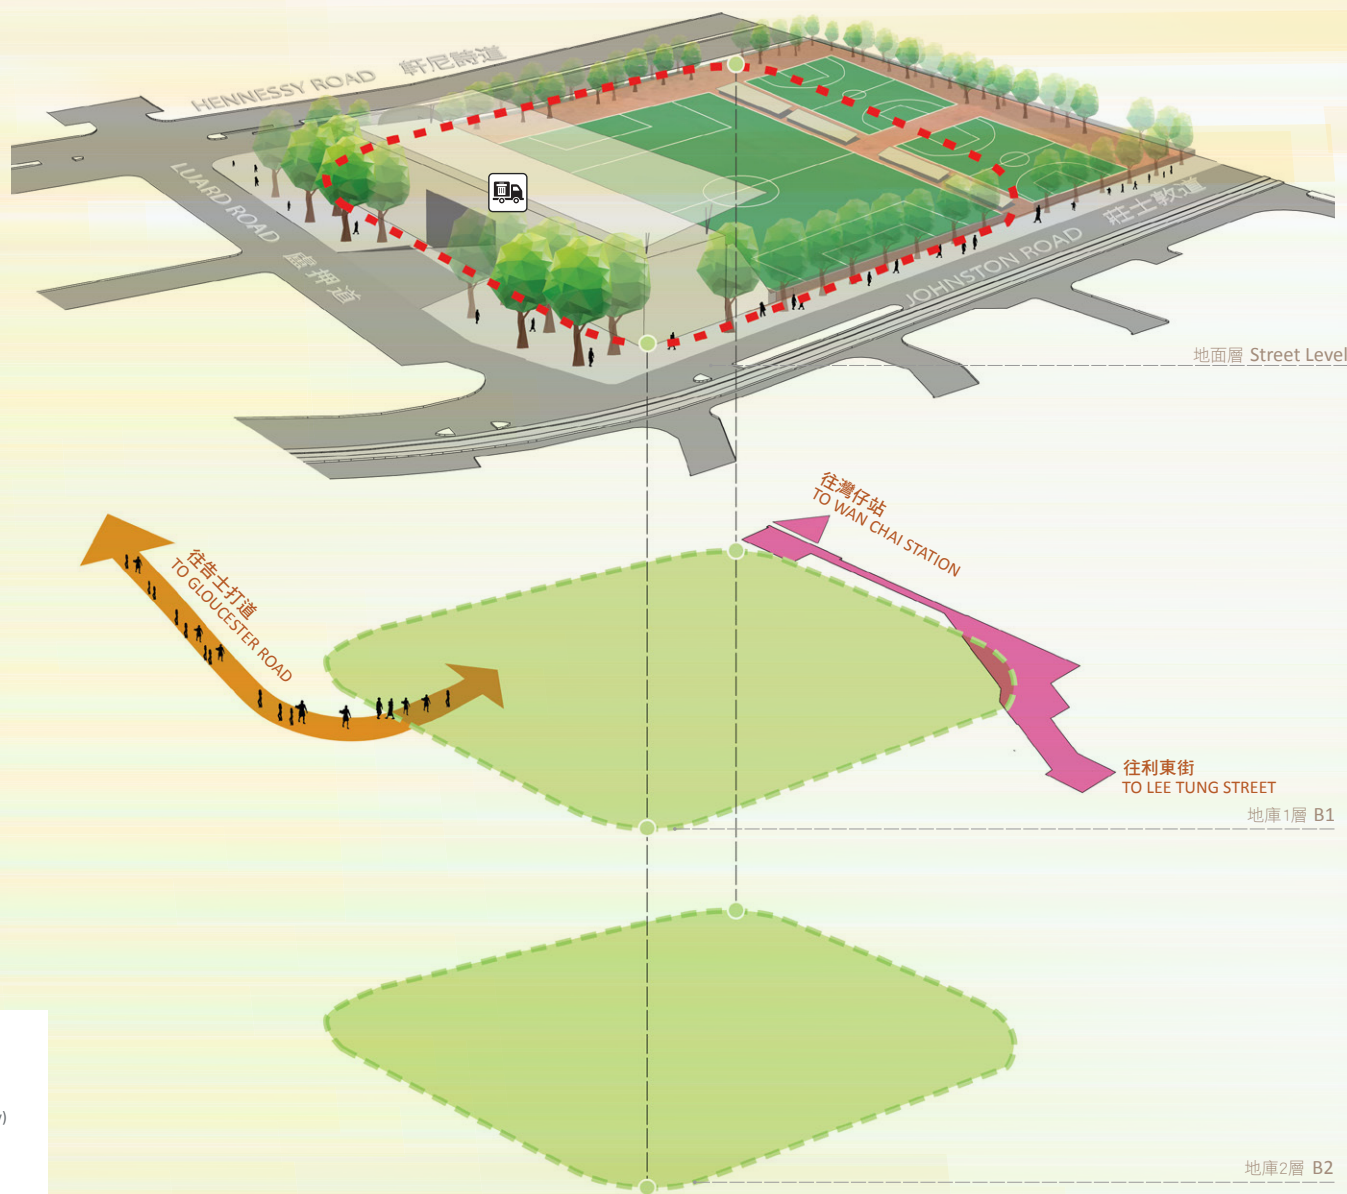 HENNESSY ROAD 軒尼詩道
LUARD ROAD
盧押道
JOHNSTON ROAD 莊士敦道
地面層 Street Level
往灣仔站
TO WAN CHAI STATION
往告士打道
TO GLOUCESTER ROAD
往利東街
TO LEE TUNG STREET
地庫1層 B1
地庫2層 B2